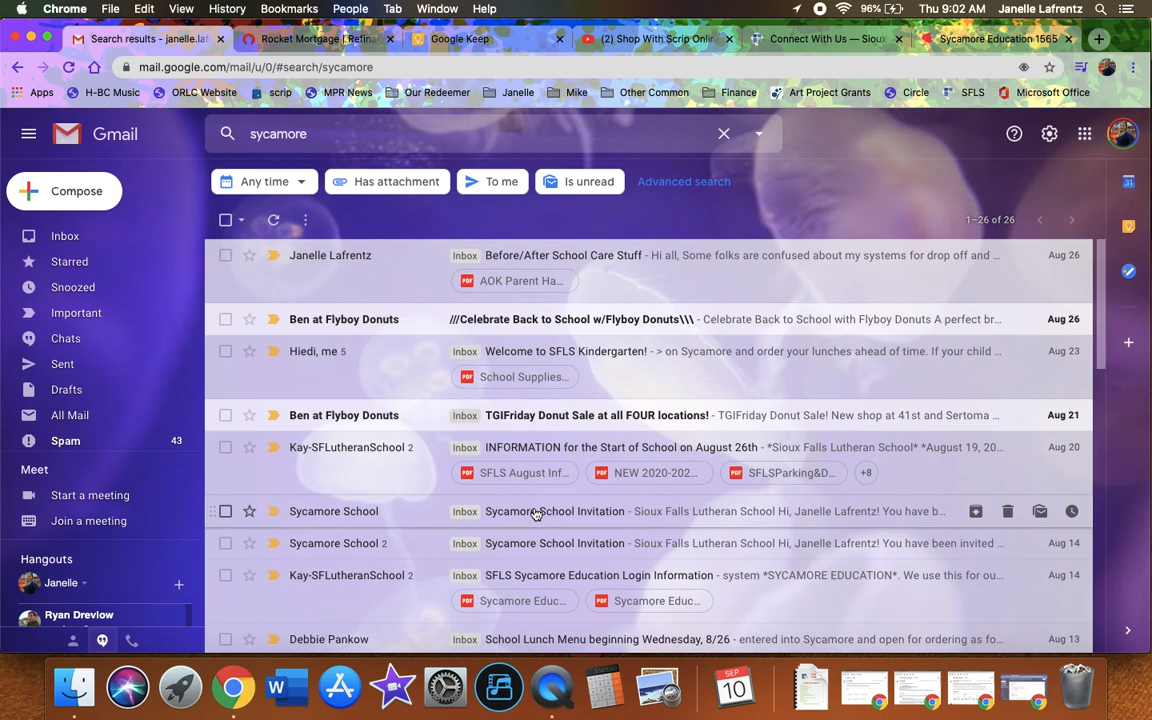 Chrome File Edit View History Bookmarks People Tab Window Help 96% Thu 9:02 AM Janelle Lafrentz
Search results - janelle.laf Rocket Mortgage | Refina Google Keep (2) Shop With Scrip Onlin Connect With Us — Sioux Sycamore Education 1565
mail.google.com/mail/u/0/#search/sycamore
Apps H-BC Music ORLC Website scrip MPR News Our Redeemer Janelle Mike Other Common Finance Art Project Grants Circle SFLS Microsoft Office
Gmail sycamore
Compose
Any time Has attachment To me Is unread Advanced search
1–26 of 26
Inbox
Starred
Snoozed
Important
Chats
Sent
Drafts
All Mail
Spam 43
Meet
Start a meeting
Join a meeting
Hangouts
Janelle
Ryan Drevlow
Janelle Lafrentz Inbox Before/After School Care Stuff - Hi all, Some folks are confused about my systems for drop off and … Aug 26
PDF AOK Parent Ha...
Ben at Flyboy Donuts ///Celebrate Back to School w/Flyboy Donuts\\\ - Celebrate Back to School with Flyboy Donuts A perfect br… Aug 26
Hiedi, me 5 Inbox Welcome to SFLS Kindergarten! - > on Sycamore and order your lunches ahead of time. If your child … Aug 23
PDF School Supplies...
Ben at Flyboy Donuts Inbox TGIFriday Donut Sale at all FOUR locations! - TGIFriday Donut Sale! New shop at 41st and Sertoma … Aug 21
Kay-SFLutheranSchool 2 Inbox INFORMATION for the Start of School on August 26th - *Sioux Falls Lutheran School* *August 19, 20… Aug 20
PDF SFLS August Inf... PDF NEW 2020-202... PDF SFLSParking&D... +8
Sycamore School Inbox Sycamore School Invitation - Sioux Falls Lutheran School Hi, Janelle Lafrentz! You have b…
Sycamore School 2 Inbox Sycamore School Invitation - Sioux Falls Lutheran School Hi, Janelle Lafrentz! You have been invited … Aug 14
Kay-SFLutheranSchool 2 Inbox SFLS Sycamore Education Login Information - system *SYCAMORE EDUCATION*. We use this for ou… Aug 14
PDF Sycamore Educ... PDF Sycamore Educ...
Debbie Pankow Inbox School Lunch Menu beginning Wednesday, 8/26 - entered into Sycamore and open for ordering as fo… Aug 13
31
SEP
10